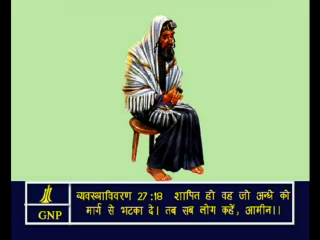 व्यवस्थाविवरण 27:18 शापित हो वह जो अन्धे को
मार्ग से भटका दे। तब सब लोग कहें, आमीन।।
GNP